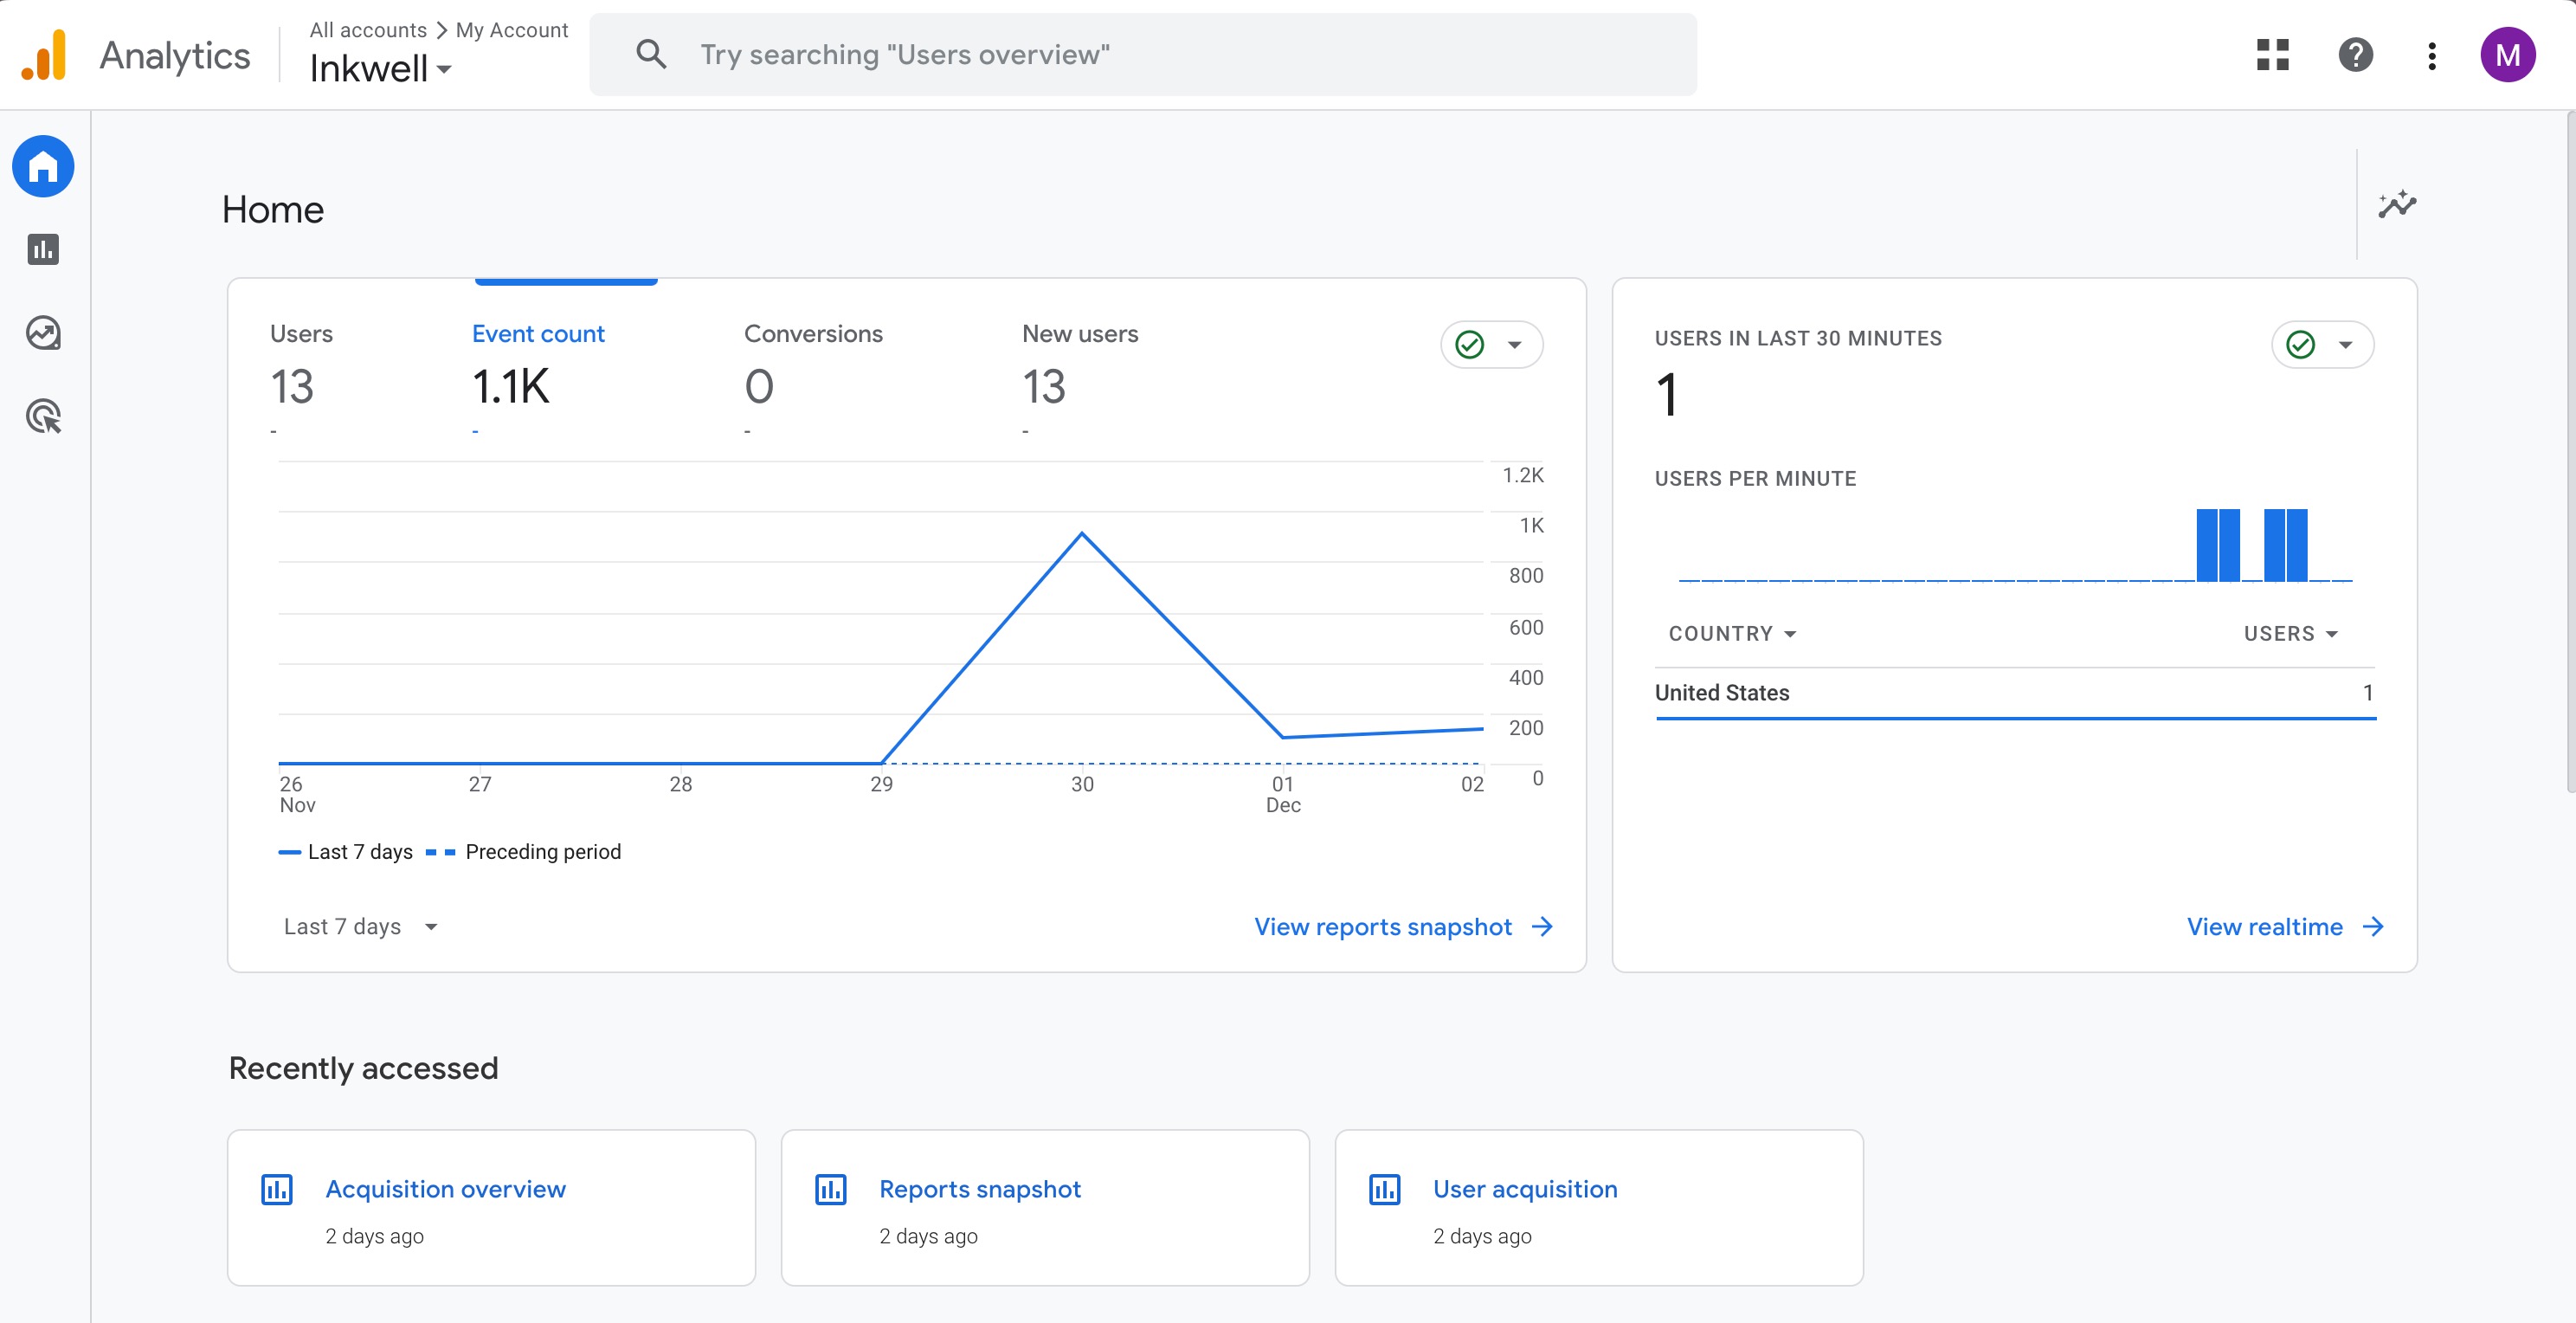 Analytics
All accounts > My Account
Inkwell
Try searching "Users overview"
M
Home
Users
13
-
Event count
1.1K
-
Conversions
0
-
New users
13
-
1.2K
1K
800
600
400
200
0
26 Nov
27
28
29
30
01 Dec
02
Last 7 days
Preceding period
Last 7 days
View reports snapshot
USERS IN LAST 30 MINUTES
1
USERS PER MINUTE
COUNTRY
USERS
United States
1
View realtime
Recently accessed
Acquisition overview
2 days ago
Reports snapshot
2 days ago
User acquisition
2 days ago